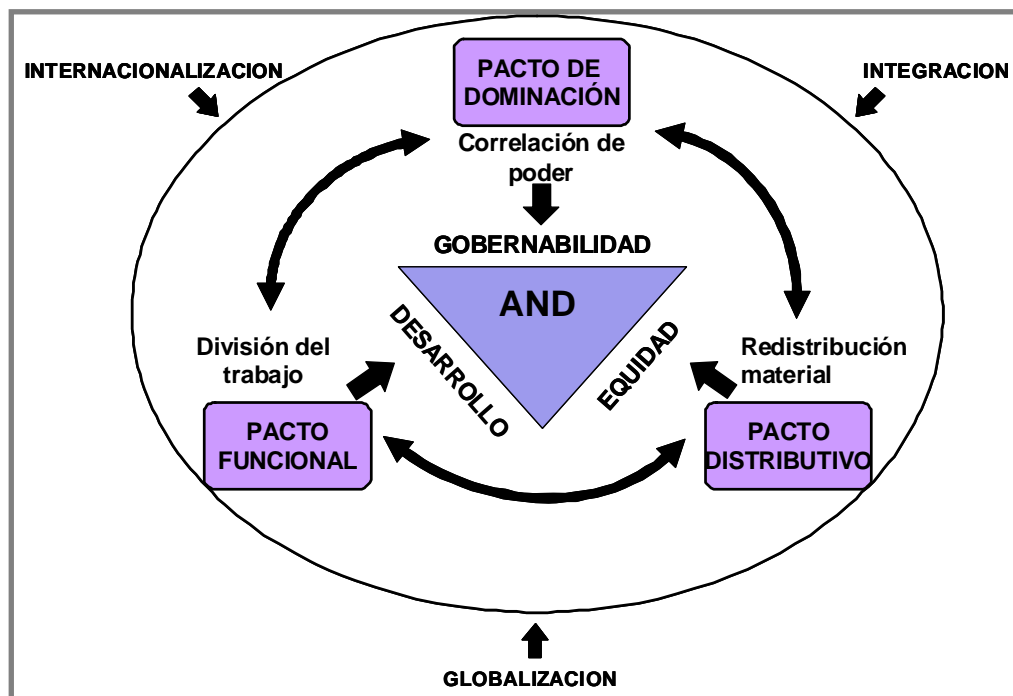 INTERNACIONALIZACION
INTEGRACION
PACTO DE
DOMINACIÓN
Correlación de
poder
GOBERNABILIDAD
AND
DESARROLLO
EQUIDAD
División del
trabajo
Redistribución
material
PACTO
FUNCIONAL
PACTO
DISTRIBUTIVO
GLOBALIZACION